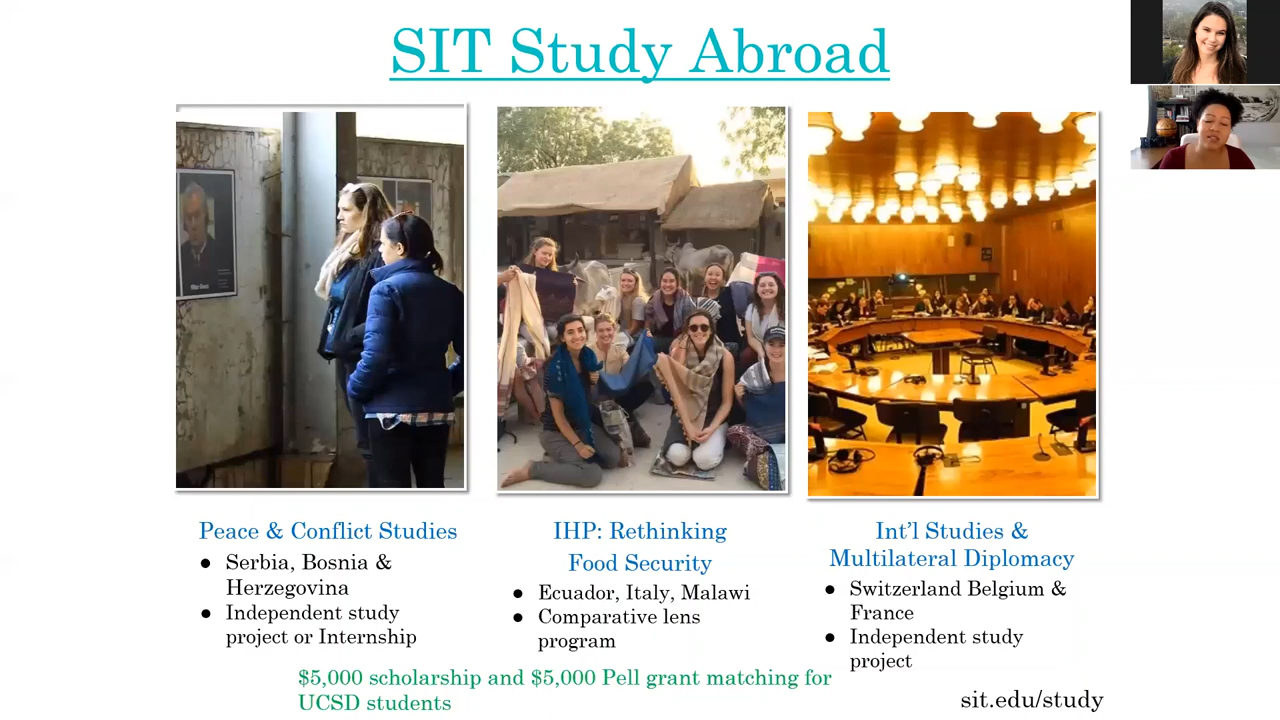 SIT Study Abroad
Peace & Conflict Studies
● Serbia, Bosnia &
Herzegovina
● Independent study
project or Internship
IHP: Rethinking
Food Security
● Ecuador, Italy, Malawi
● Comparative lens
program
Int'l Studies &
Multilateral Diplomacy
● Switzerland Belgium &
France
● Independent study
project
$5,000 scholarship and $5,000 Pell grant matching for
UCSD students
sit.edu/study